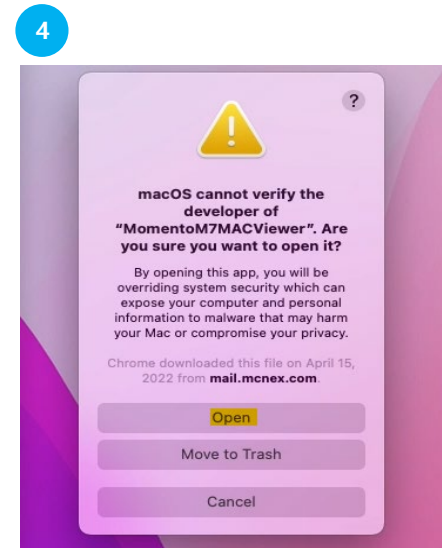 4
?
macOS cannot verify the
developer of
“MomentoM7MACViewer”. Are
you sure you want to open it?
By opening this app, you will be
overriding system security which can
expose your computer and personal
information to malware that may harm
your Mac or compromise your privacy.
Chrome downloaded this file on April 15,
2022 from mail.mcnex.com.
Open
Move to Trash
Cancel